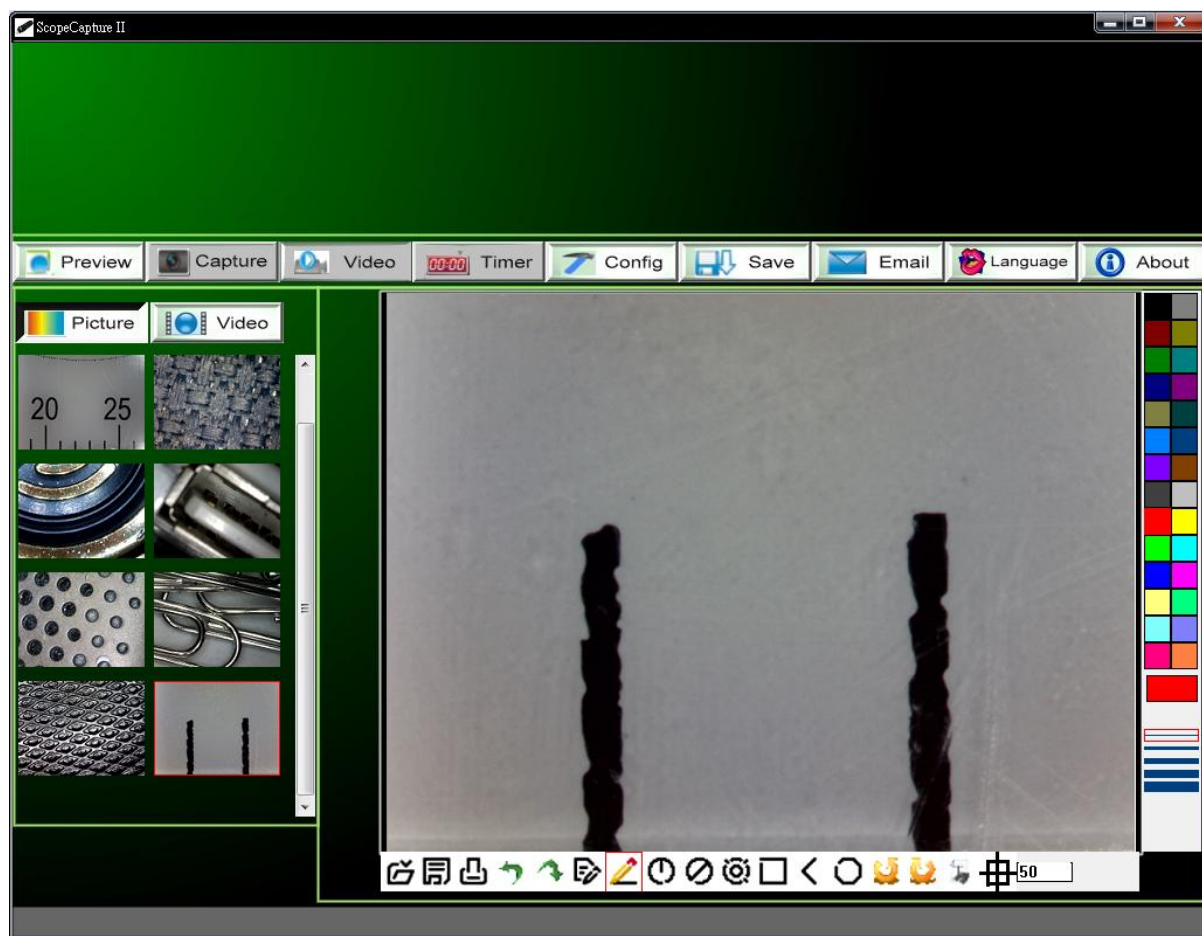 ScopeCapture II
Preview Capture 00:00 Video Timer Config Save Email Language About
Picture Video
20 25
50